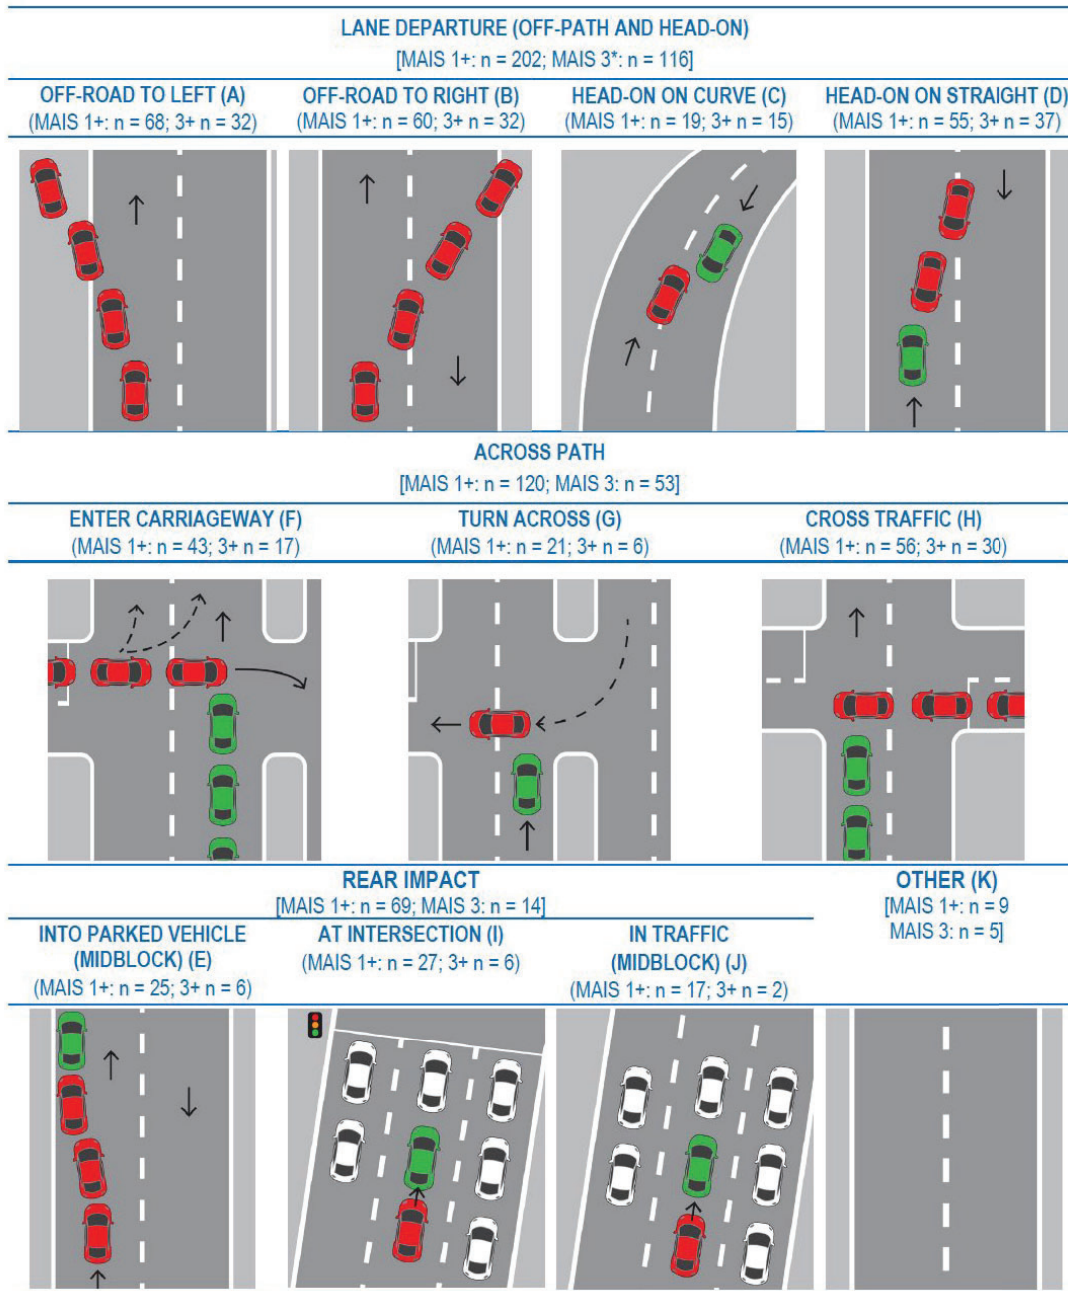 LANE DEPARTURE (OFF-PATH AND HEAD-ON)
[MAIS 1+: n = 202; MAIS 3*: n = 116]
OFF-ROAD TO LEFT (A)
(MAIS 1+: n = 68; 3+ n = 32)
OFF-ROAD TO RIGHT (B)
(MAIS 1+: n = 60; 3+ n = 32)
HEAD-ON ON CURVE (C)
(MAIS 1+: n = 19; 3+ n = 15)
HEAD-ON ON STRAIGHT (D)
(MAIS 1+: n = 55; 3+ n = 37)
ACROSS PATH
[MAIS 1+: n = 120; MAIS 3: n = 53]
ENTER CARRIAGEWAY (F)
(MAIS 1+: n = 43; 3+ n = 17)
TURN ACROSS (G)
(MAIS 1+: n = 21; 3+ n = 6)
CROSS TRAFFIC (H)
(MAIS 1+: n = 56; 3+ n = 30)
REAR IMPACT
[MAIS 1+: n = 69; MAIS 3: n = 14]
INTO PARKED VEHICLE
(MIDBLOCK) (E)
(MAIS 1+: n = 25; 3+ n = 6)
AT INTERSECTION (I)
(MAIS 1+: n = 27; 3+ n = 6)
IN TRAFFIC
(MIDBLOCK) (J)
(MAIS 1+: n = 17; 3+ n = 2)
OTHER (K)
[MAIS 1+: n = 9
MAIS 3: n = 5]